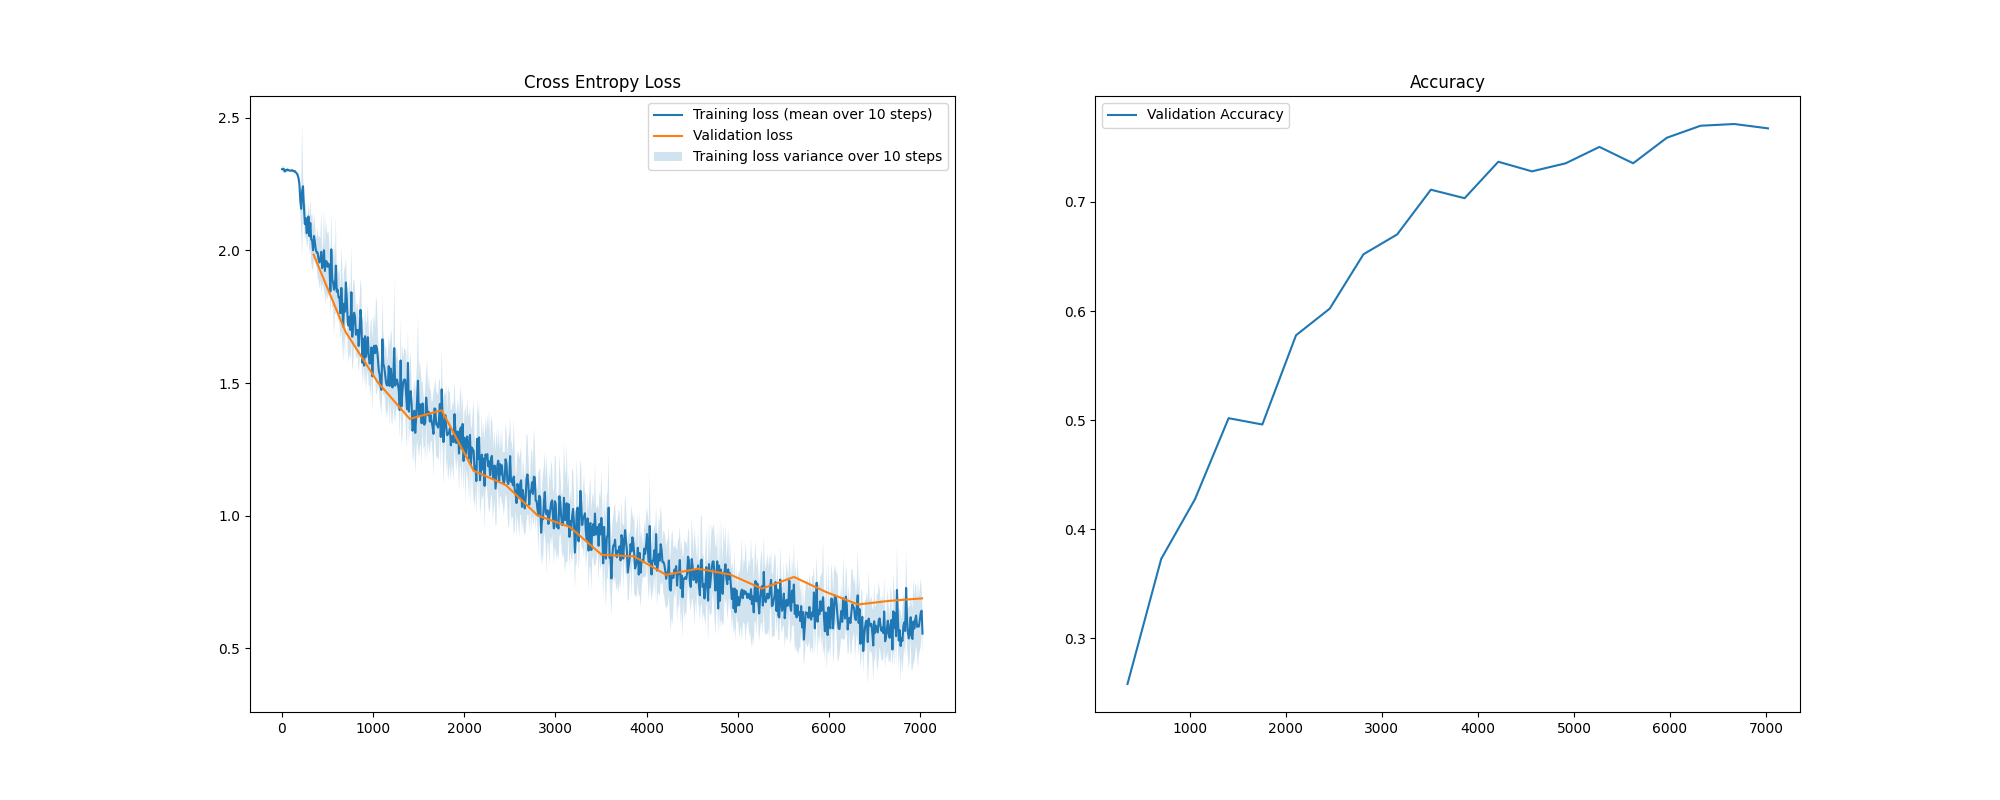 Cross Entropy Loss
2.5
2.0
1.5
1.0
0.5
0 1000 2000 3000 4000 5000 6000 7000
Training loss (mean over 10 steps)
Validation loss
Training loss variance over 10 steps
Accuracy
Validation Accuracy
0.7
0.6
0.5
0.4
0.3
1000 2000 3000 4000 5000 6000 7000